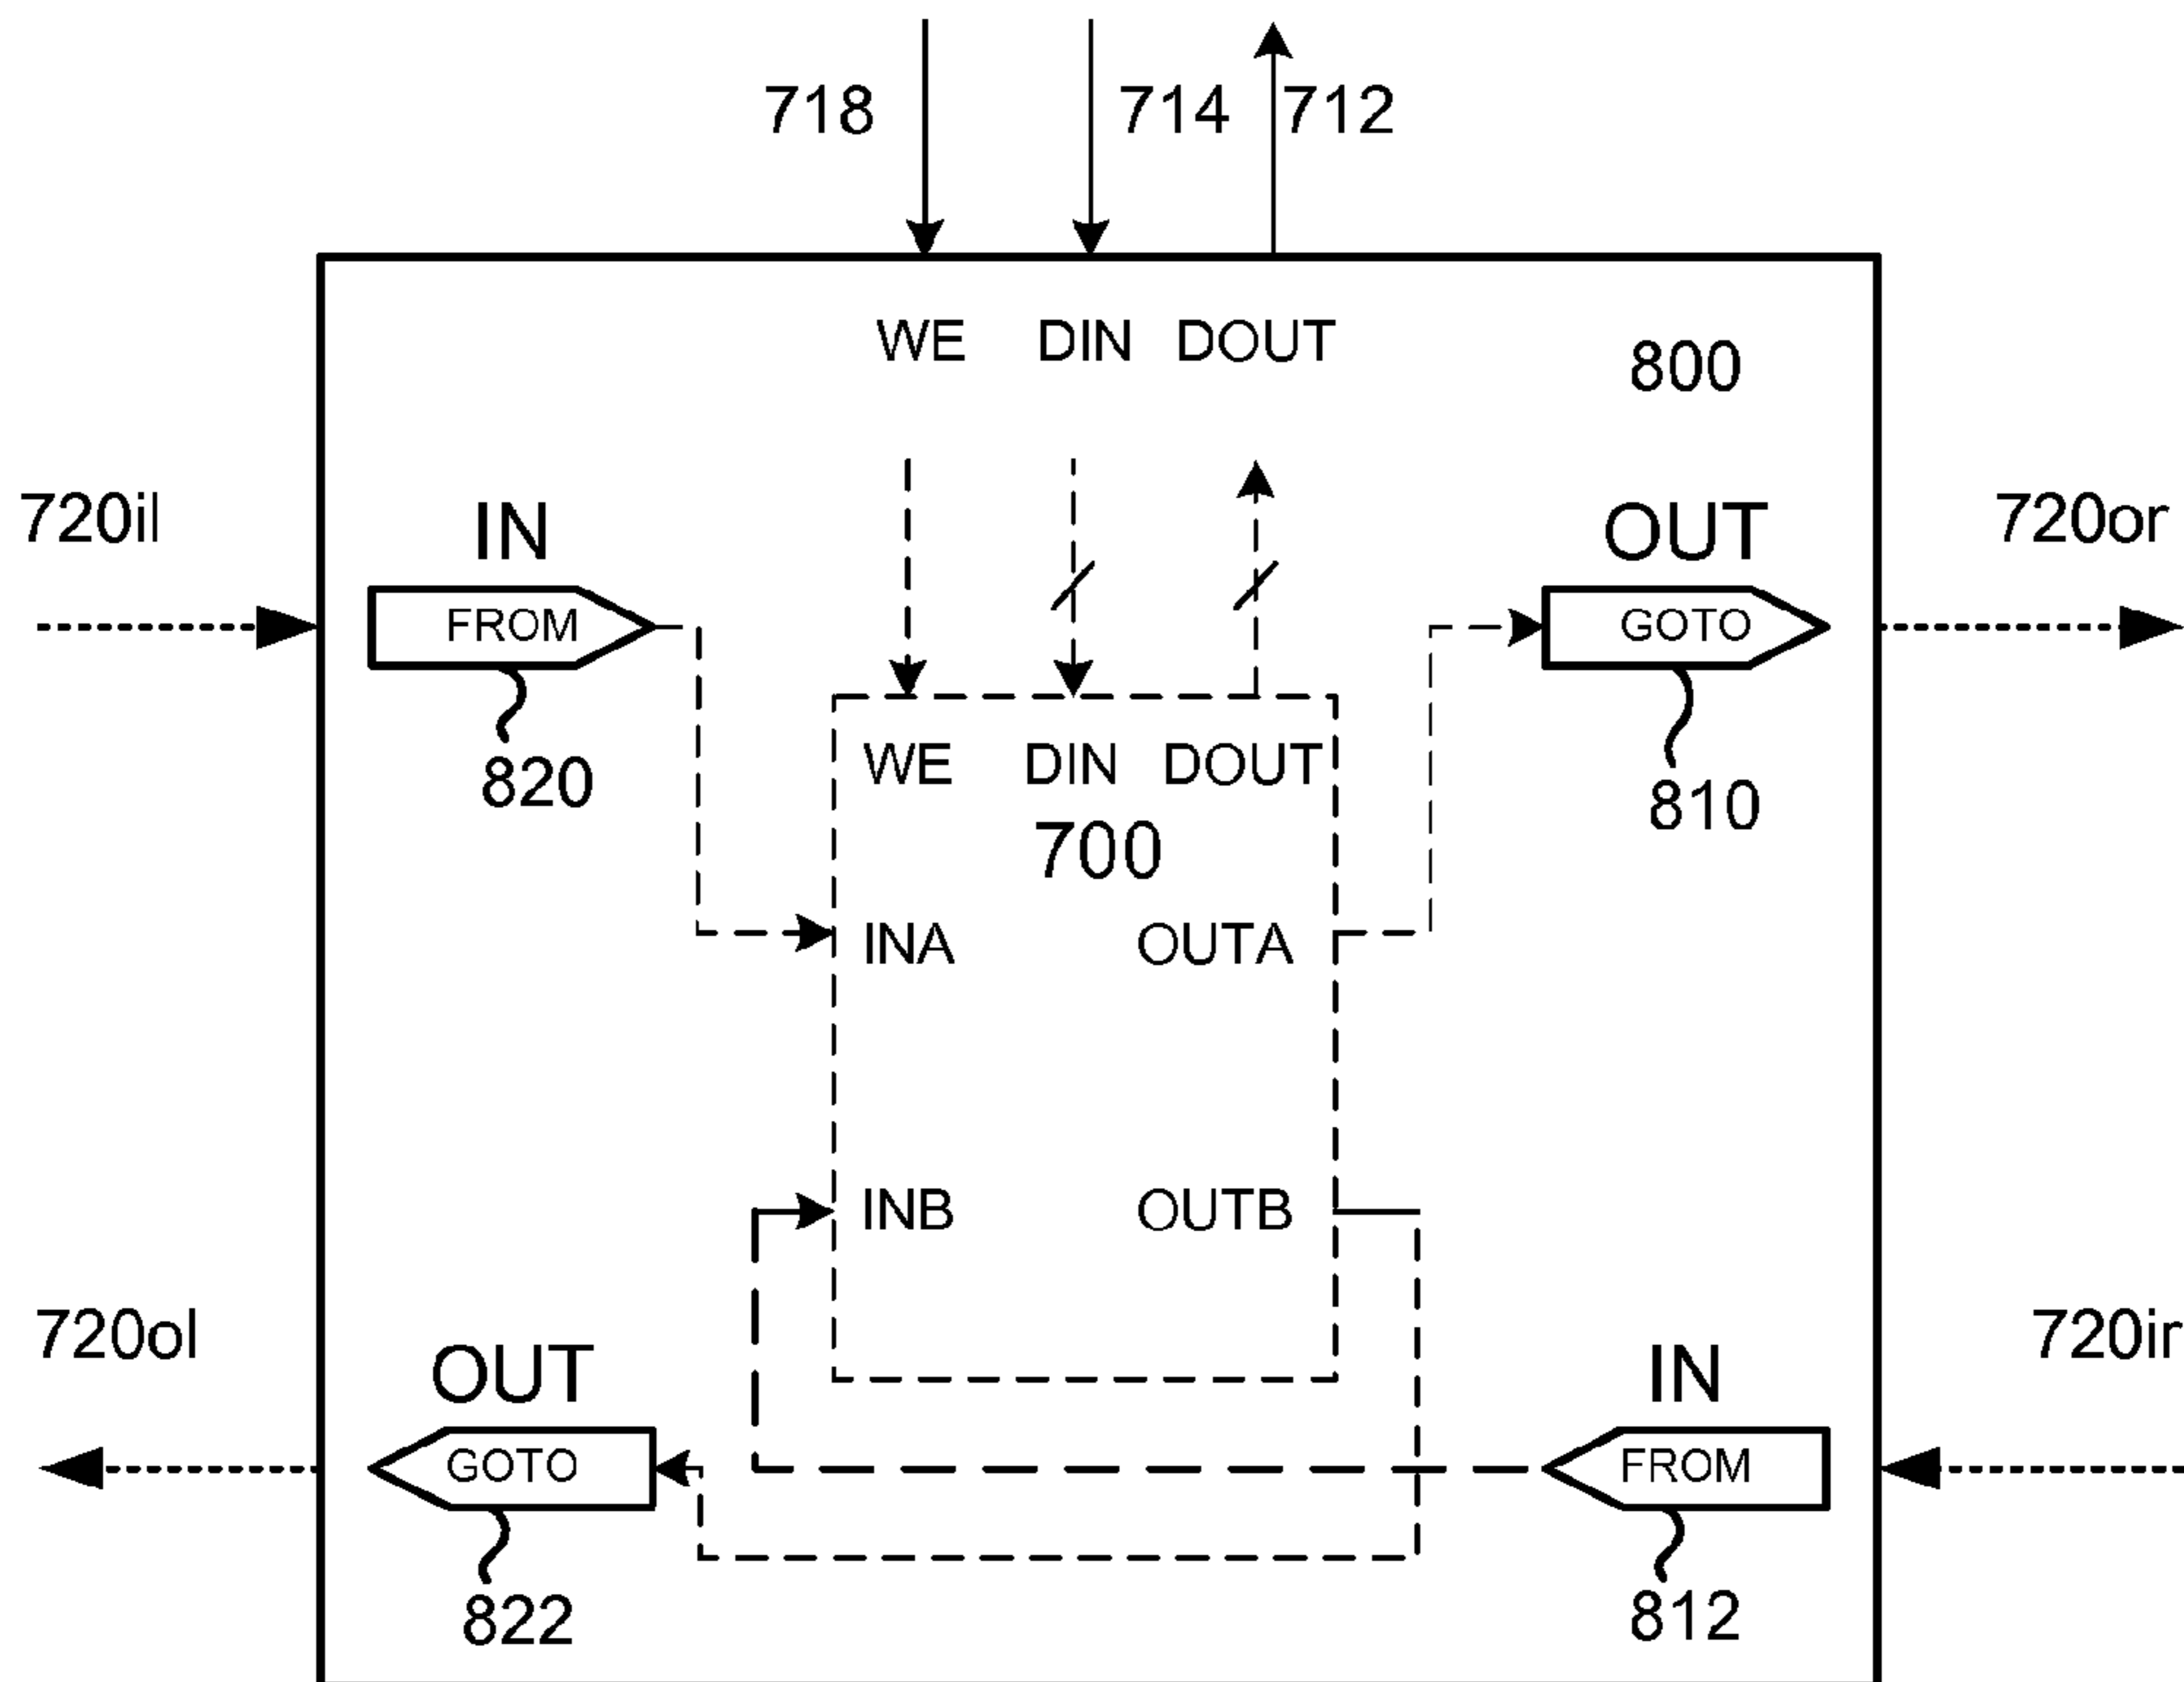 718 714 712
WE DIN DOUT
800
720il IN OUT 720or
FROM GOTO
820 810
WE DIN DOUT
700
INA OUTA
INB OUTB
720ol OUT IN 720ir
GOTO FROM
822 812